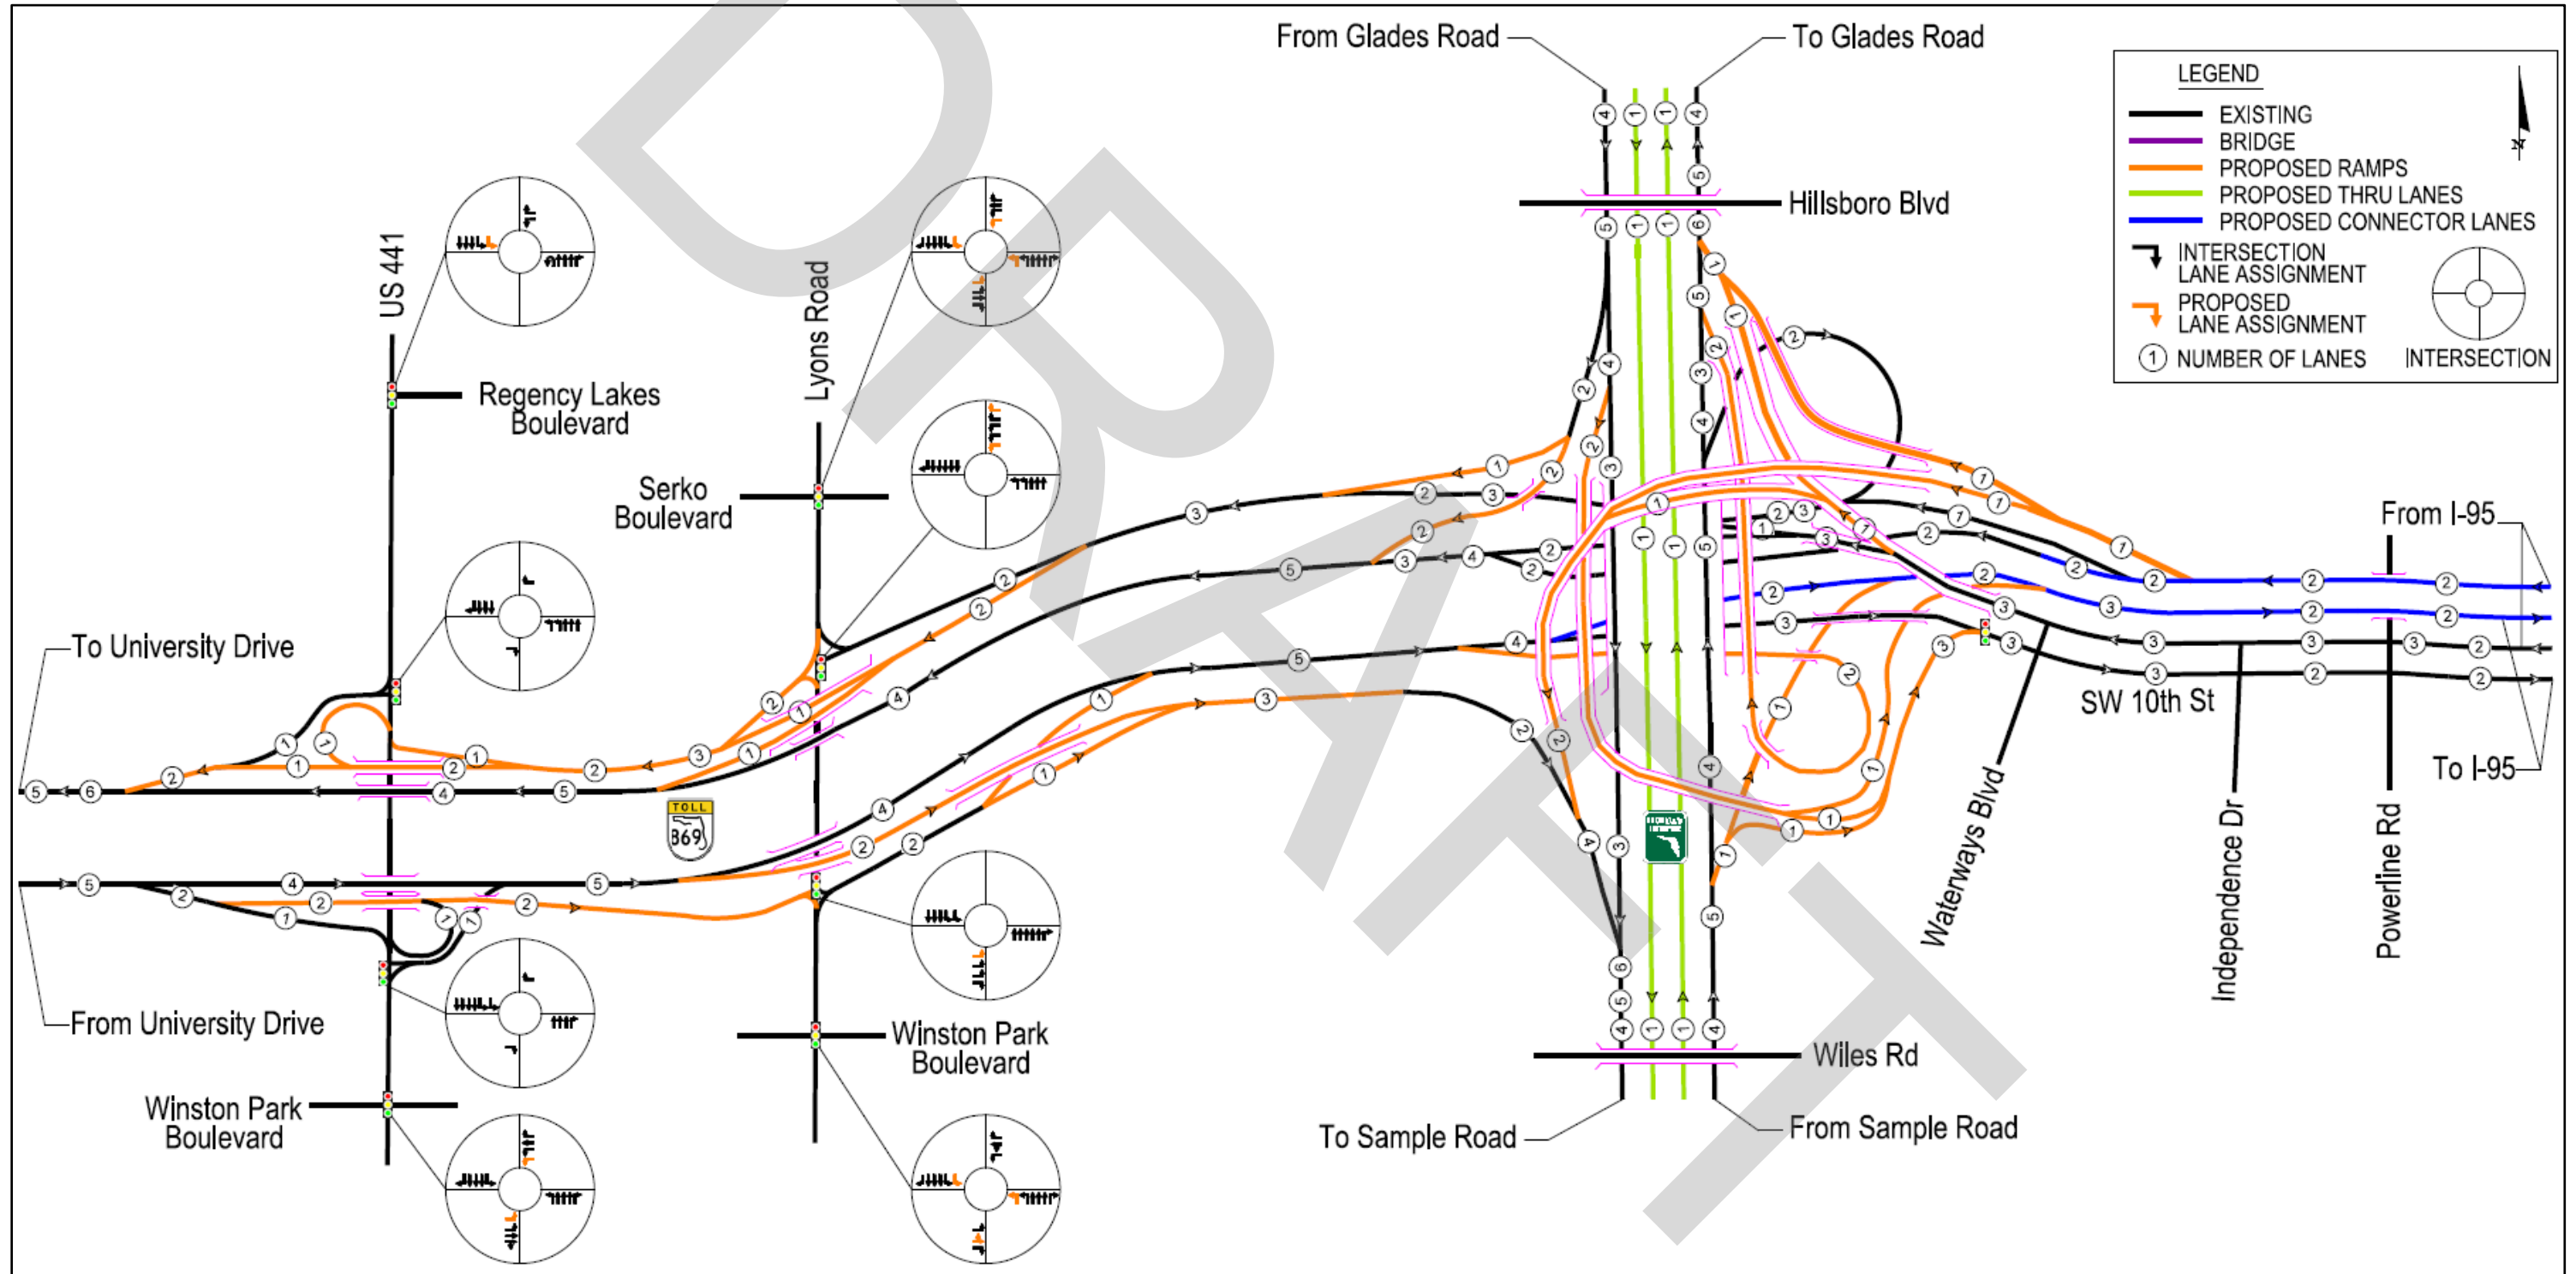 From Glades Road
To Glades Road
LEGEND
EXISTING
BRIDGE
PROPOSED RAMPS
PROPOSED THRU LANES
PROPOSED CONNECTOR LANES
INTERSECTION
LANE ASSIGNMENT
PROPOSED
LANE ASSIGNMENT
1 NUMBER OF LANES
INTERSECTION
N
Hillsboro Blvd
US 441
Lyons Road
Regency Lakes
Boulevard
Serko
Boulevard
From I-95
To University Drive
SW 10th St
To I-95
TOLL
869
Waterways Blvd
Independence Dr
Powerline Rd
From University Drive
Winston Park
Boulevard
Wiles Rd
Winston Park
Boulevard
To Sample Road
From Sample Road
DRAFT